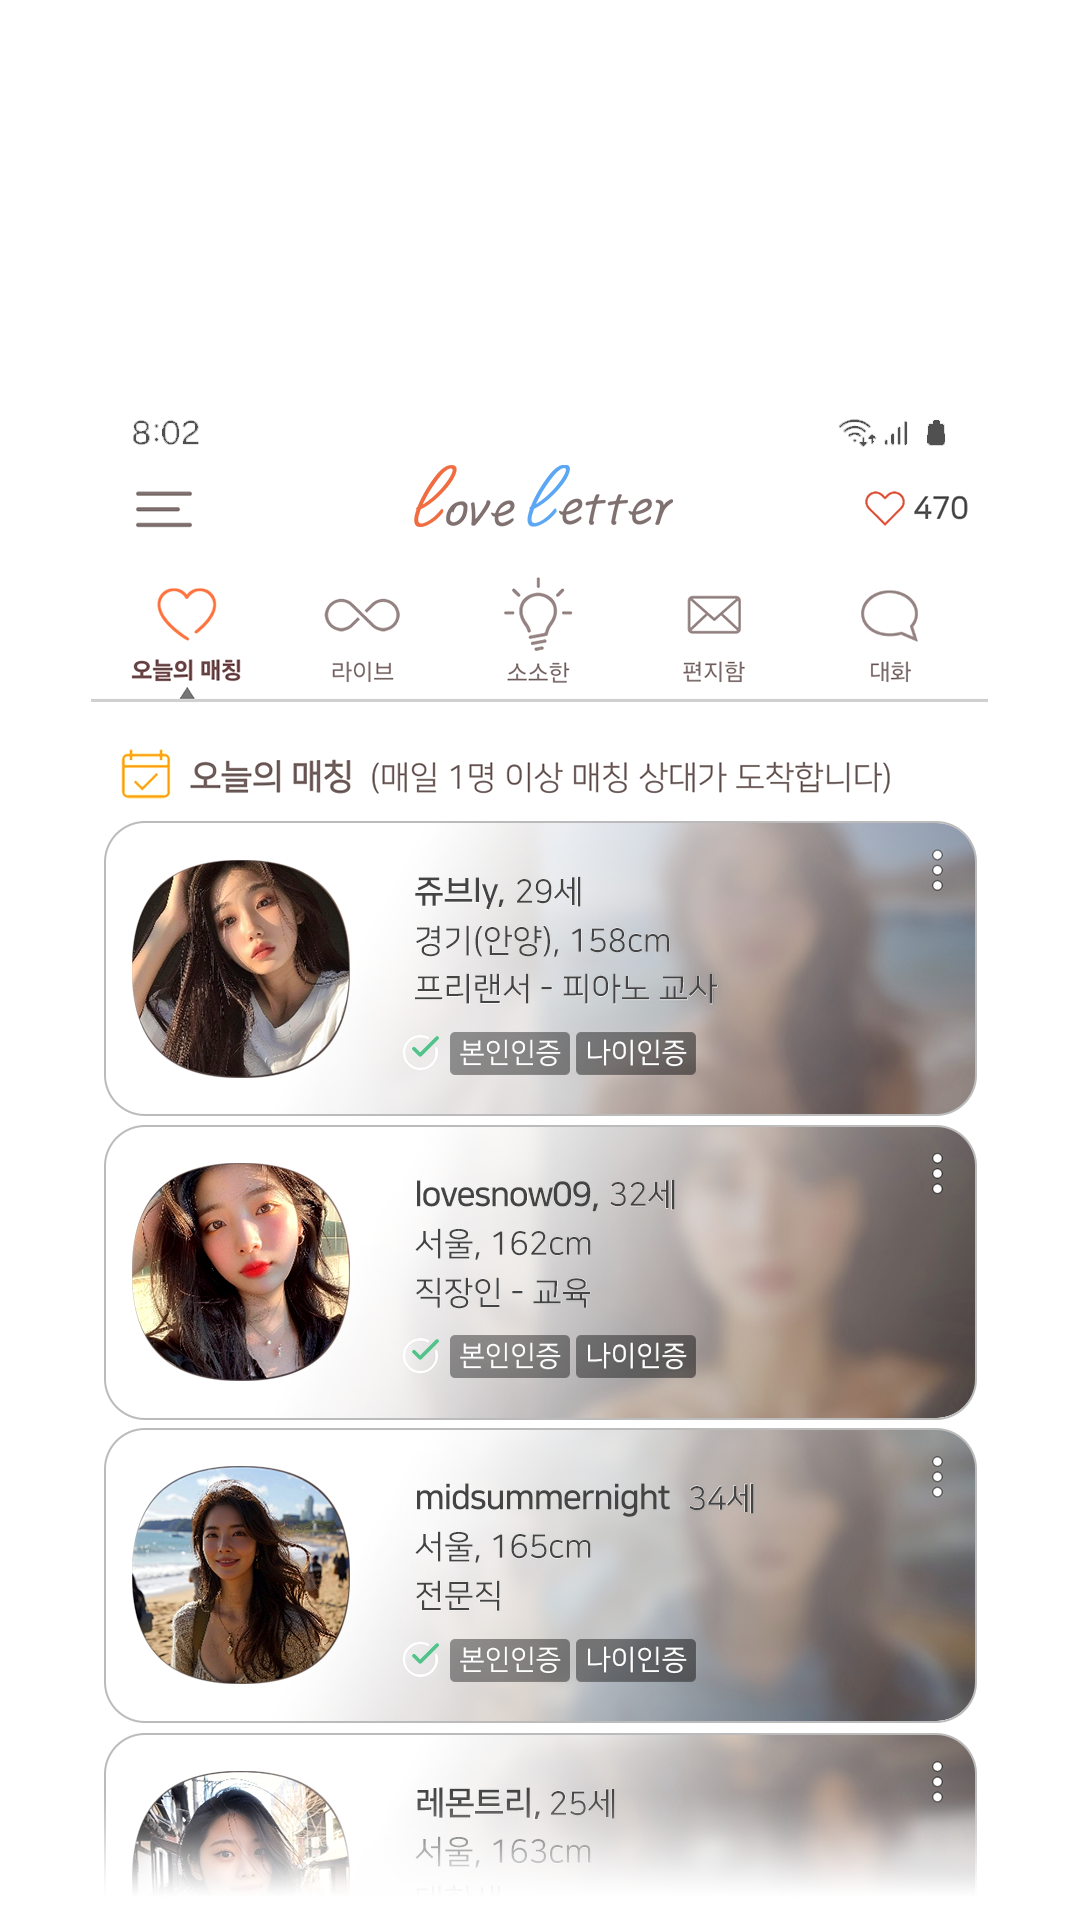 8:02
love letter
470
오늘의 매칭
라이브
소소한
편지함
대화
오늘의 매칭 (매일 1명 이상 매칭 상대가 도착합니다)
쥬브ly, 29세
경기(안양), 158cm
프리랜서 - 피아노 교사
본인인증 나이인증
lovesnow09, 32세
서울, 162cm
직장인 - 교육
본인인증 나이인증
midsummernight 34세
서울, 165cm
전문직
본인인증 나이인증
레몬트리, 25세
서울, 163cm